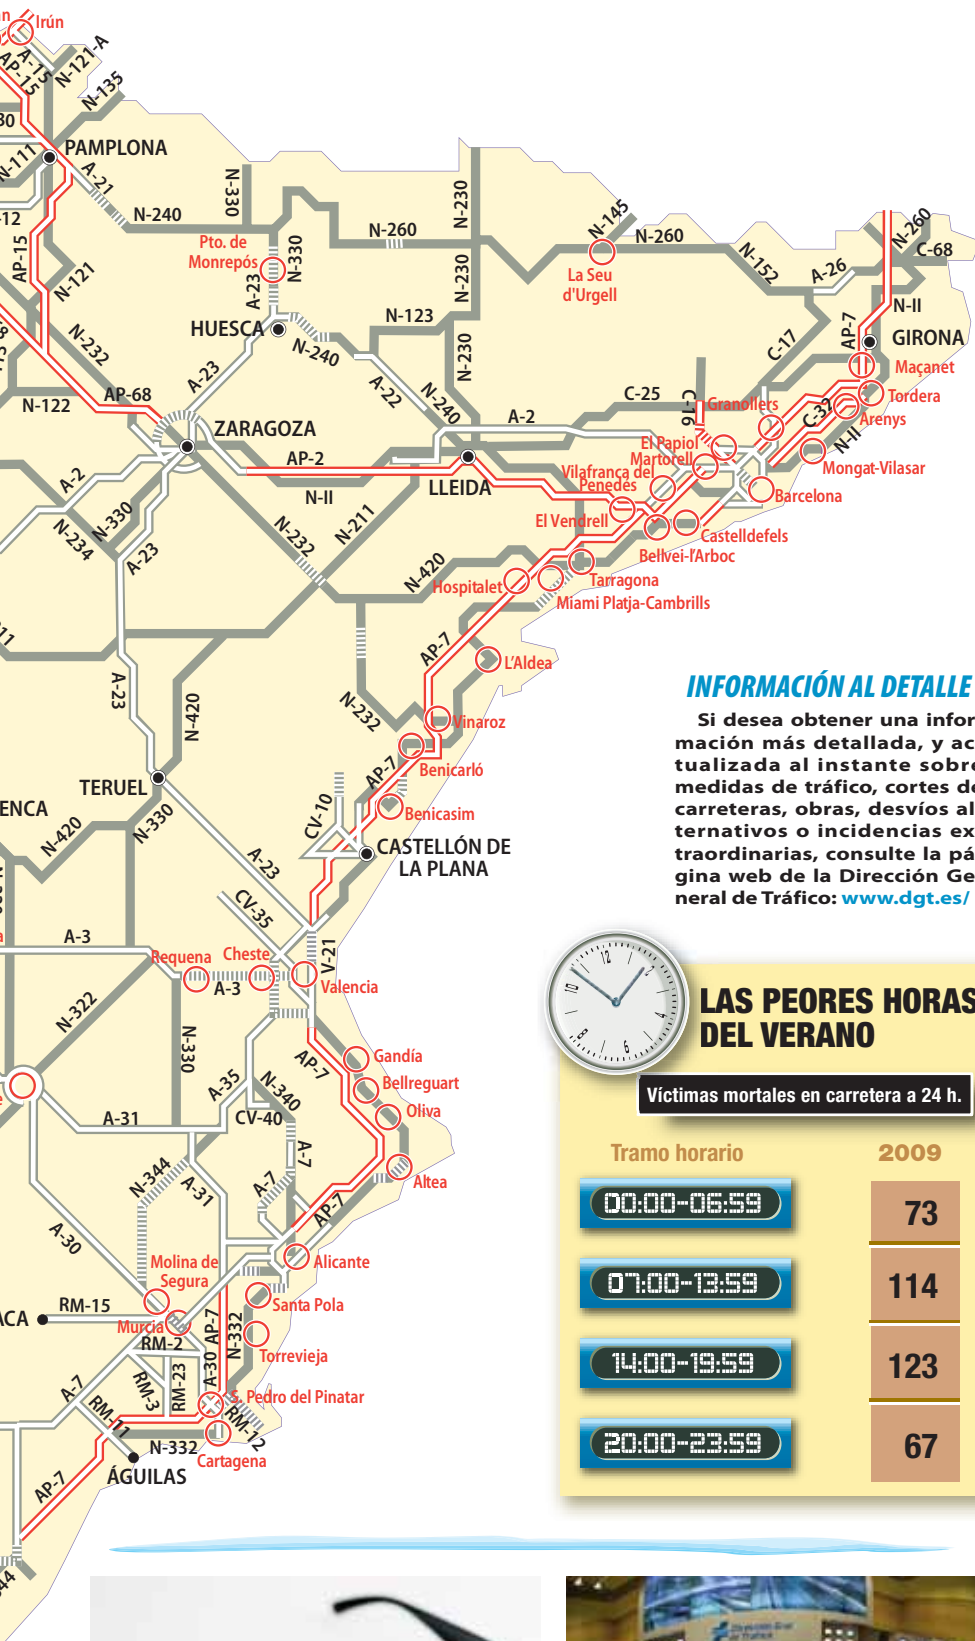 Irún
A-15
AP-15
N-121-A
N-135
N-111
PAMPLONA
A-21
N-240
N-330
N-230
N-260
N-145
N-260
N-260
C-68
Pto. de
Monrepós
N-330
A-23
AP-15
N-121
La Seu
d'Urgell
N-152
A-26
N-230
N-II
HUESCA
N-123
N-240
N-230
AP-7
GIRONA
C-17
N-232
A-23
A-22
N-240
Maçanet
N-122
AP-68
C-25
C-16
Granollers
C-32
Tordera
Arenys
ZARAGOZA
A-2
El Papiol
Martorell
N-II
Mongat-Vilasar
AP-2
LLEIDA
Vilafranca del
Penedés
Barcelona
A-2
N-II
N-330
N-234
A-23
N-232
N-211
El Vendrell
Castelldefels
Bellvei-l'Arboc
N-420
Hospitalet
Tarragona
Miami Platja-Cambrills
AP-7
L'Aldea
A-23
N-420
N-232
Vinaroz
AP-7
Benicarló
TERUEL
CV-10
Benicasim
ENCA
N-420
N-330
CASTELLÓN DE
LA PLANA
A-23
CV-35
A-3
Requena
Cheste
V-21
A-3
Valencia
N-322
N-330
AP-7
Gandía
Bellreguart
Oliva
A-35
N-340
CV-40
A-31
A-7
N-344
A-31
A-7
AP-7
Altea
A-30
Molina de
Segura
Alicante
Santa Pola
RM-15
Murcia
RM-2
AP-7
N-332
Torrevieja
A-30
RM-23
RM-3
A-7
RM-11
S. Pedro del Pinatar
RM-12
N-332
Cartagena
AP-7
ÁGUILAS
INFORMACIÓN AL DETALLE
Si desea obtener una infor
mación más detallada, y ac
tualizada al instante sobre
medidas de tráfico, cortes de
carreteras, obras, desvíos al
ternativos o incidencias ex
traordinarias, consulte la pá
gina web de la Dirección Ge
neral de Tráfico: www.dgt.es/
12
2
4
6
8
10
LAS PEORES HORAS
DEL VERANO
Víctimas mortales en carretera a 24 h.
Tramo horario 2009
00:00-06:59 73
07:00-13:59 114
14:00-19:59 123
20:00-23:59 67